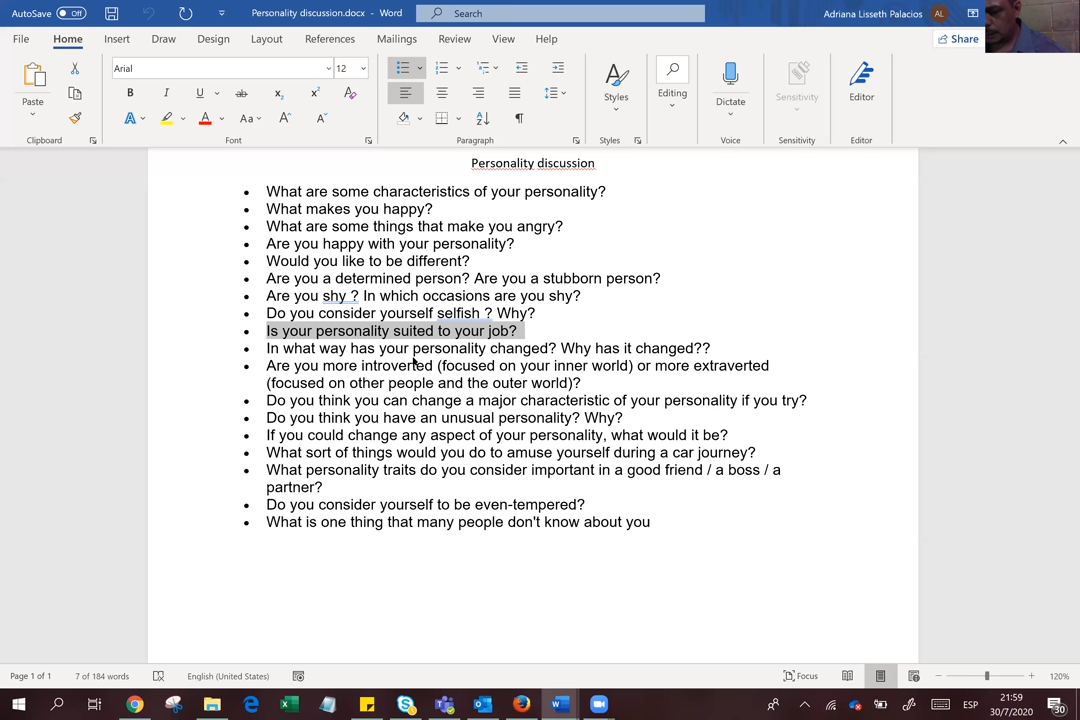 AutoSave Off Personality discussion.docx - Word Search Adriana Lisseth Palacios AL
File Home Insert Draw Design Layout References Mailings Review View Help Share
Arial 12
Paste Styles Editing Dictate Sensitivity Editor
Clipboard Font Paragraph Styles Voice Sensitivity Editor
Personality discussion
• What are some characteristics of your personality?
• What makes you happy?
• What are some things that make you angry?
• Are you happy with your personality?
• Would you like to be different?
• Are you a determined person? Are you a stubborn person?
• Are you shy ? In which occasions are you shy?
• Do you consider yourself selfish ? Why?
• Is your personality suited to your job?
• In what way has your personality changed? Why has it changed??
• Are you more introverted (focused on your inner world) or more extraverted
(focused on other people and the outer world)?
• Do you think you can change a major characteristic of your personality if you try?
• Do you think you have an unusual personality? Why?
• If you could change any aspect of your personality, what would it be?
• What sort of things would you do to amuse yourself during a car journey?
• What personality traits do you consider important in a good friend / a boss / a
partner?
• Do you consider yourself to be even-tempered?
• What is one thing that many people don't know about you
Page 1 of 1 7 of 184 words English (United States) Focus 120%
ESP 21:59
30/7/2020 30